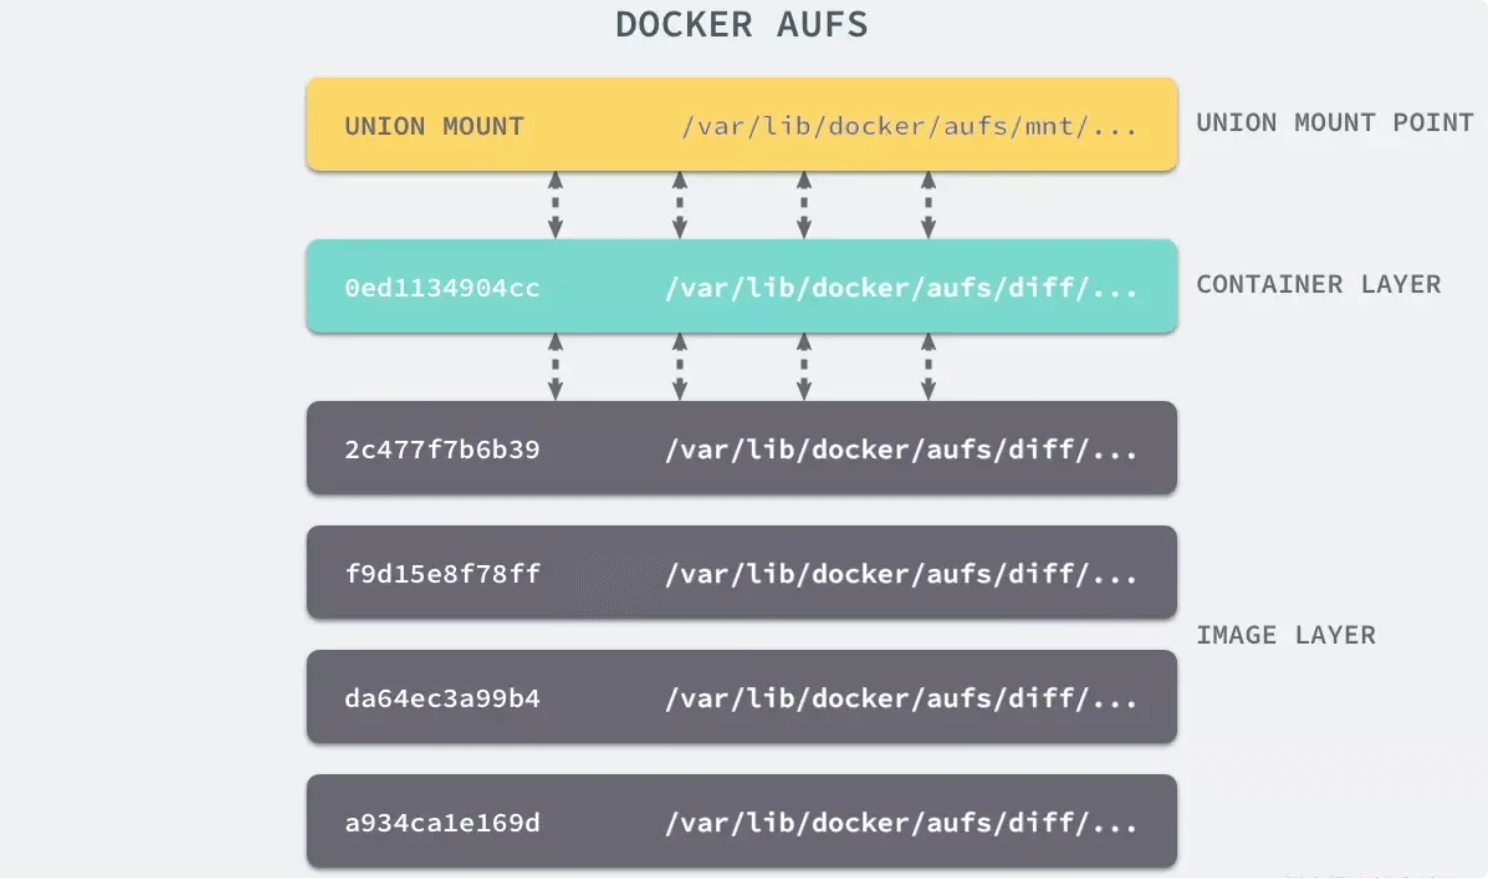 DOCKER AUFS
UNION MOUNT /var/lib/docker/aufs/mnt/... UNION MOUNT POINT
0ed1134904cc /var/lib/docker/aufs/diff/... CONTAINER LAYER
2c477f7b6b39 /var/lib/docker/aufs/diff/...
f9d15e8f78ff /var/lib/docker/aufs/diff/...
IMAGE LAYER
da64ec3a99b4 /var/lib/docker/aufs/diff/...
a934ca1e169d /var/lib/docker/aufs/diff/...